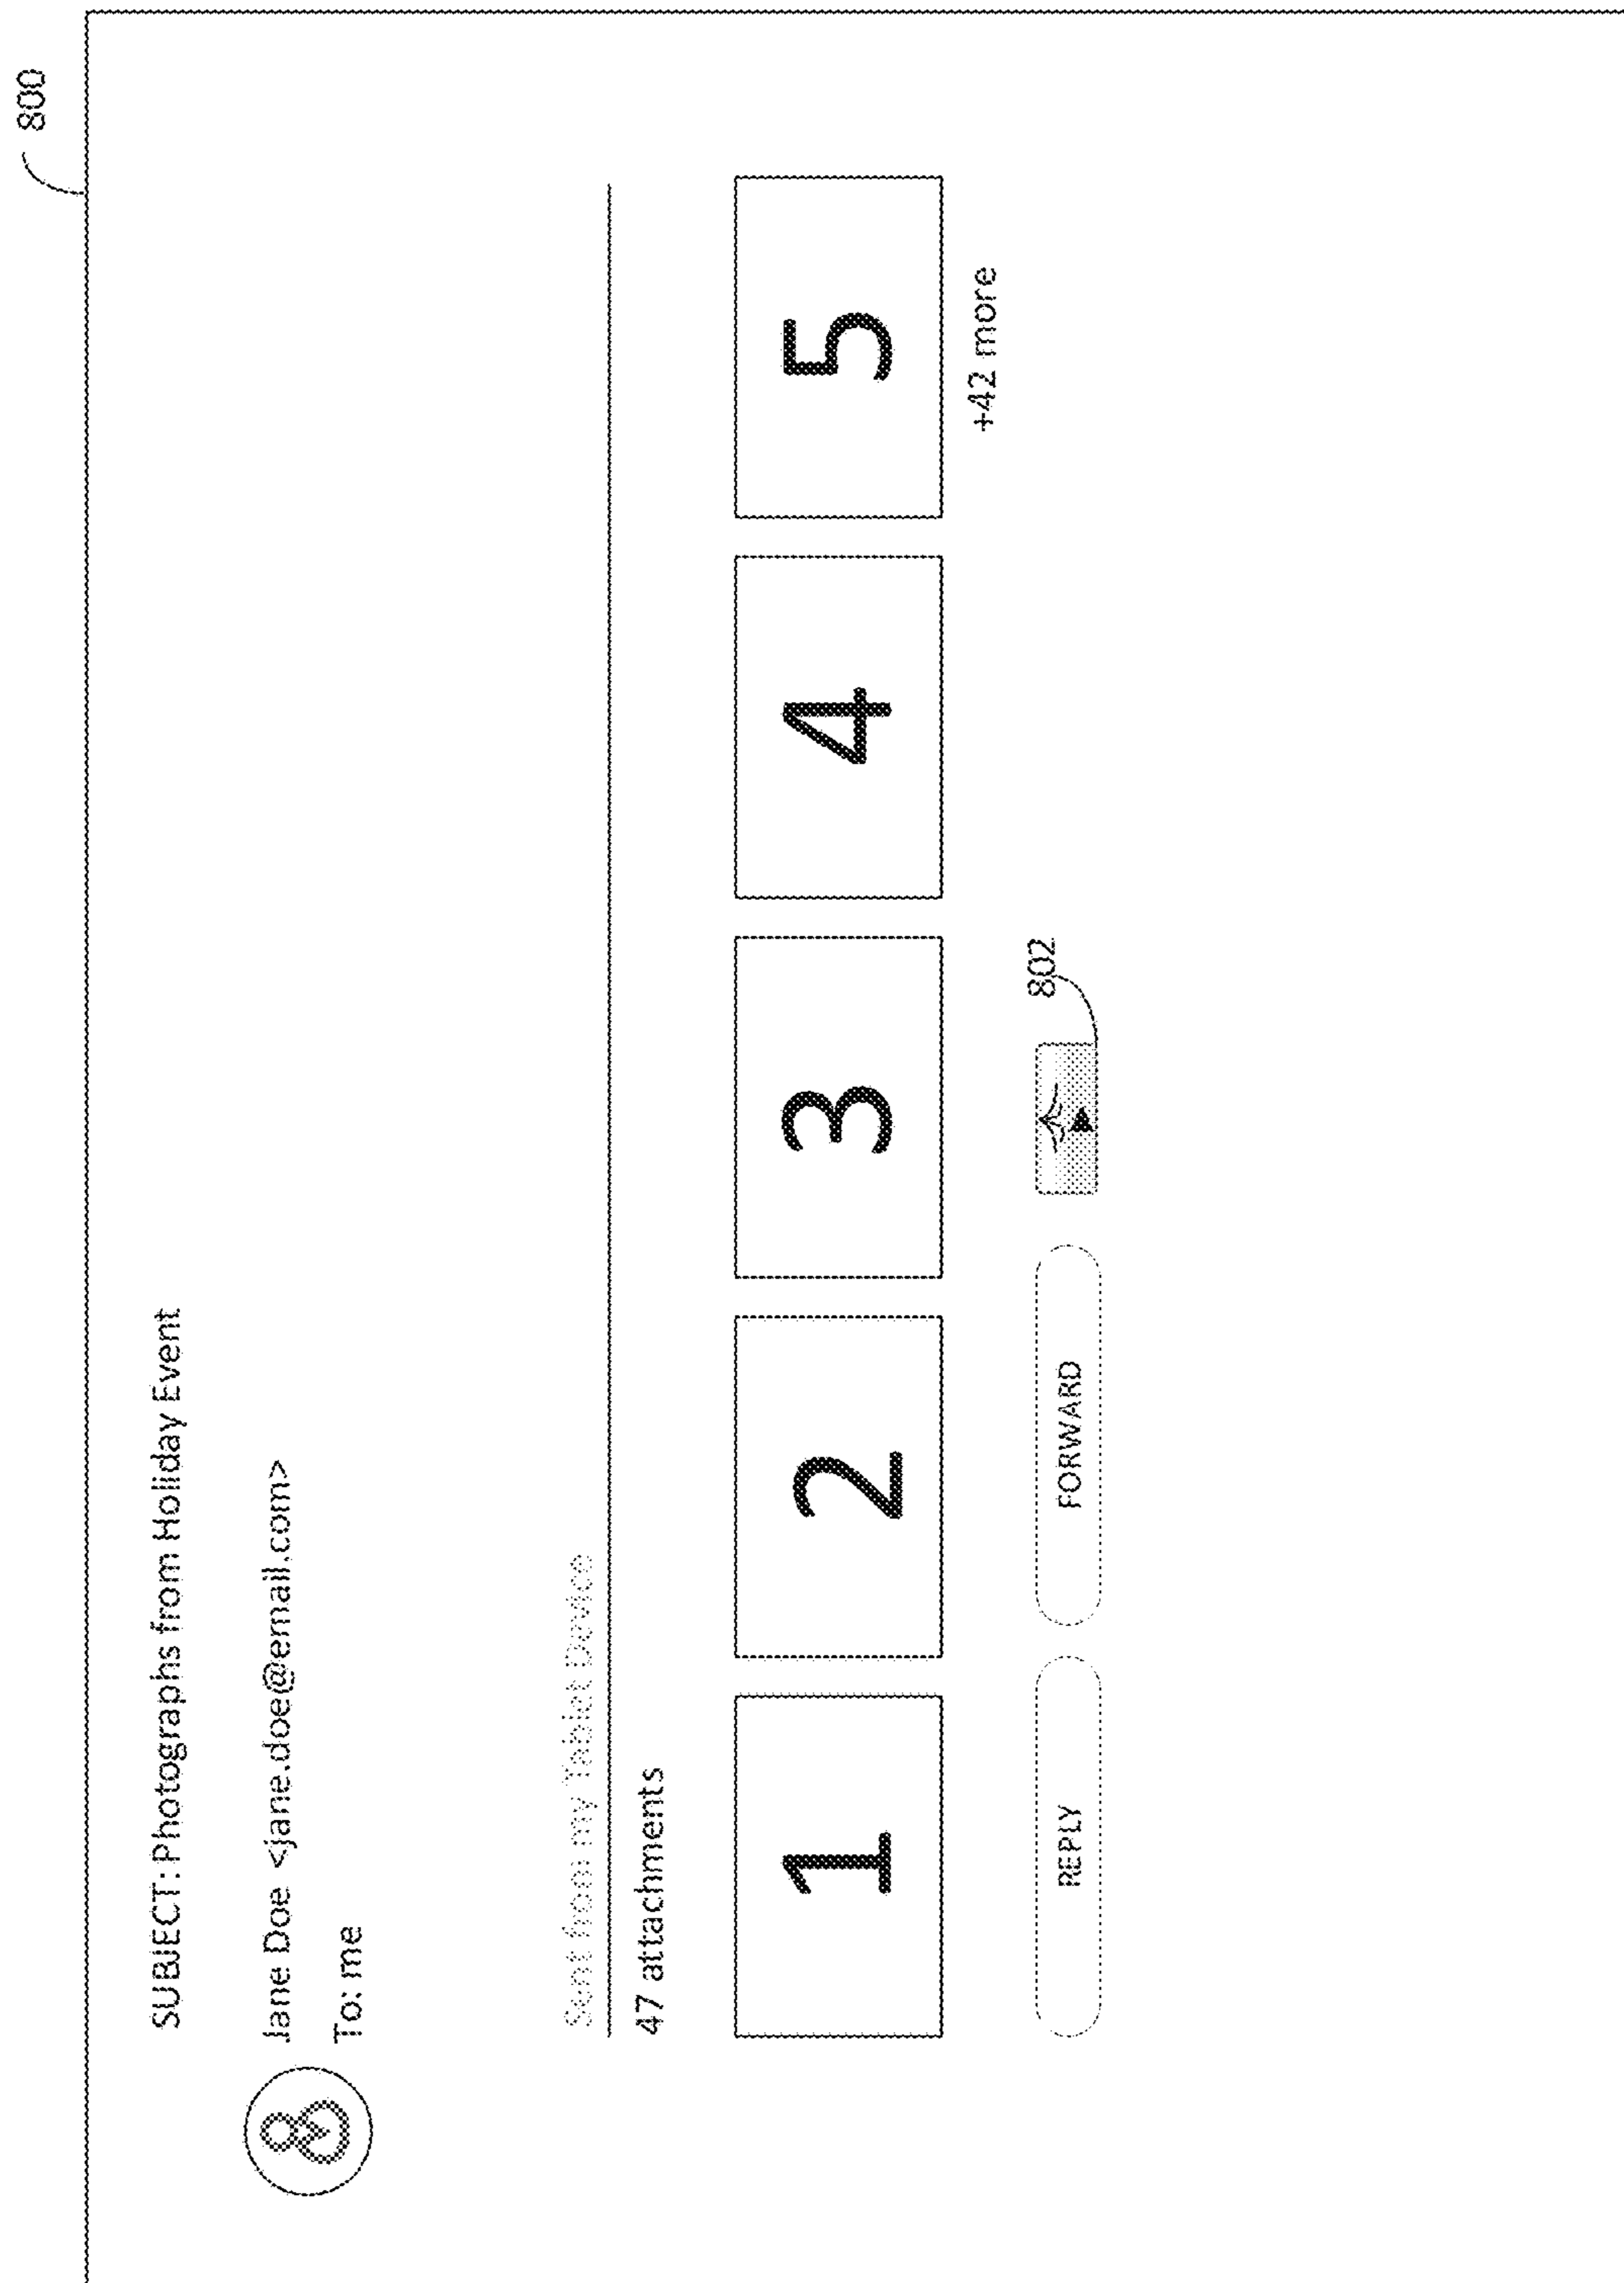 800
SUBJECT: Photographs from Holiday Event
Jane Doe <jane.doe@email.com>
To: me
Sent from my Tablet Device
47 attachments
1 2 3 4 5
+42 more
REPLY FORWARD 802